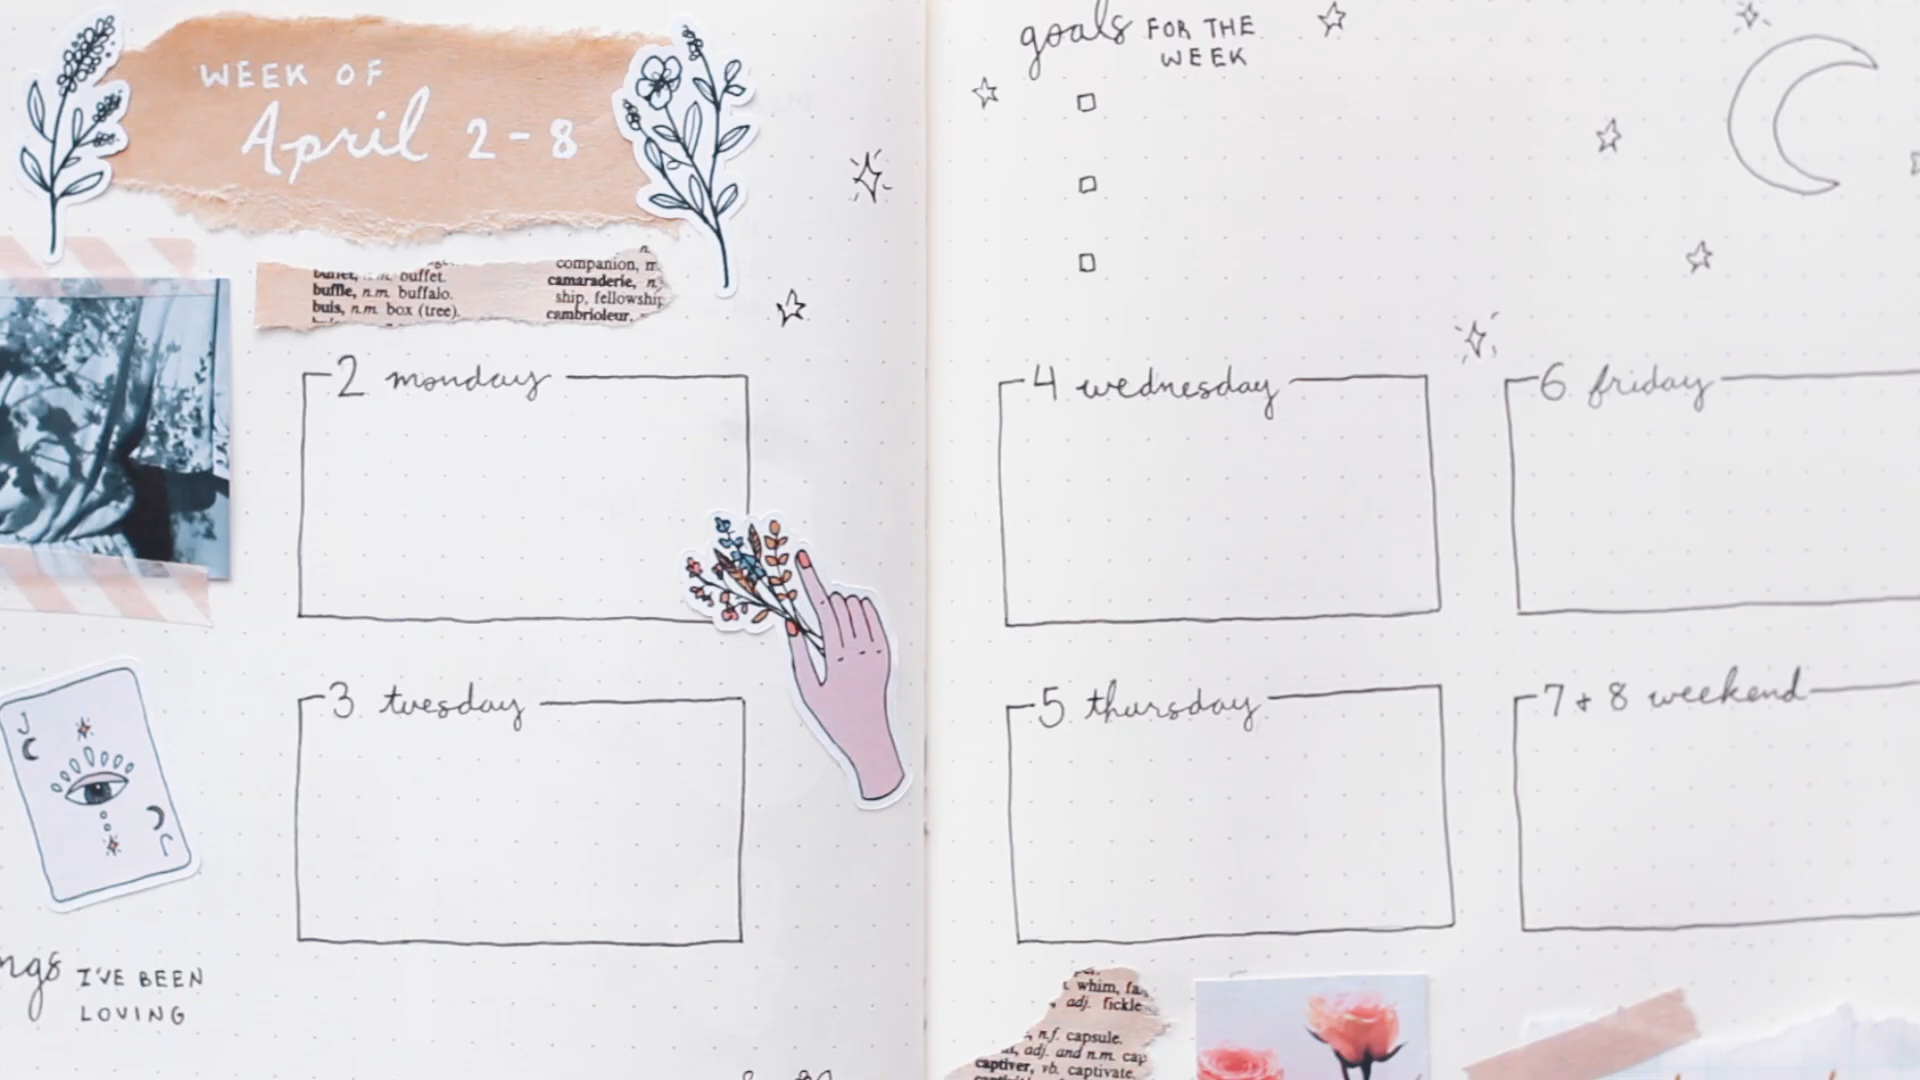 WEEK OF
April 2-8
buffet.
buffle, n.m. buffalo.
buis, n.m. box (tree).
n.
companion, m.
camaraderie, n.
ship, fellowship
cambrioleur,
2 monday
3 tuesday
J
J
ngs I'VE BEEN
LOVING
goals FOR THE
WEEK
4 wednesday
6 friday
5 thursday
7 + 8 weekend
whim, fa
adj. fickle
n.f. capsule.
adj. and n.m. cap
captiver, vb. captivate.